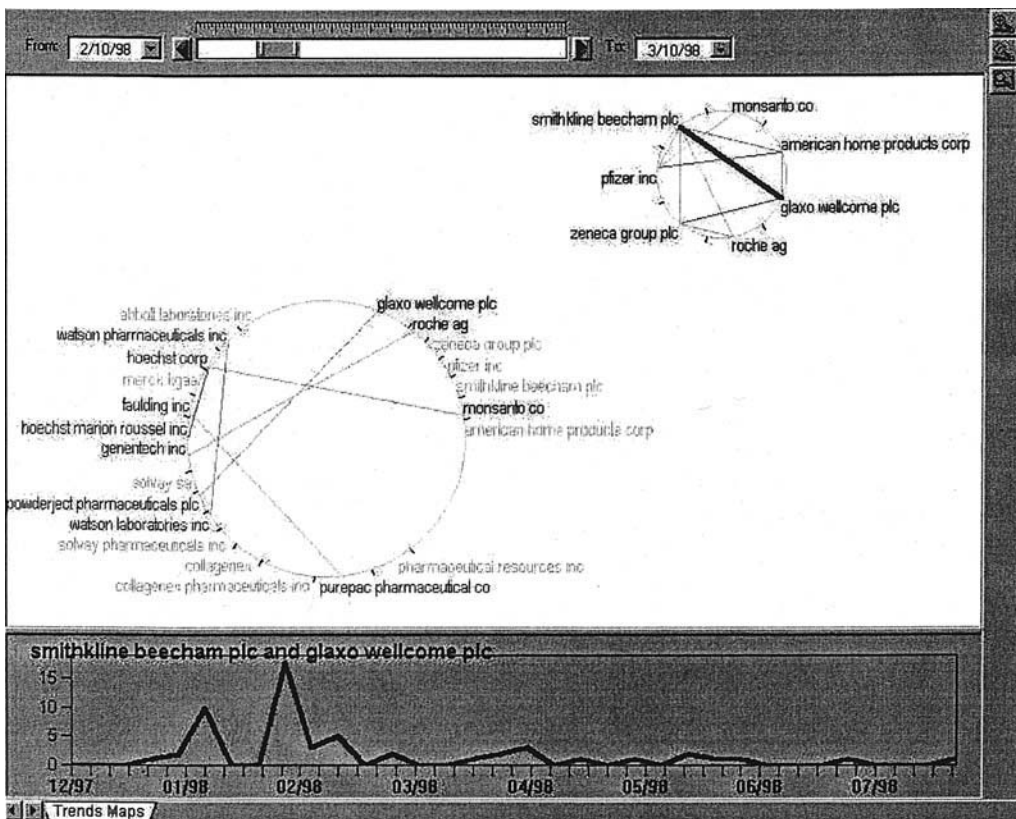 From: 2/10/98 To: 3/10/98
smithkline beecham plc
monsanto co
american home products corp
pfizer inc
glaxo wellcome plc
zeneca group plc
roche ag
glaxo wellcome plc
abbott laboratories inc
roche ag
watson pharmaceuticals inc
zeneca group plc
hoechst corp
pfizer inc
merck kgaa
smithkline beecham plc
faulding inc
monsanto co
hoechst marion roussel inc
american home products corp
genentech inc
solvay sa
powderject pharmaceuticals plc
watson laboratories inc
solvay pharmaceuticals inc
collagenex
pharmaceutical resources inc
collagenex pharmaceuticals inc
purepac pharmaceutical co
smithkline beecham plc and glaxo wellcome plc
15
10
5
0
12/97 01/98 02/98 03/98 04/98 05/98 06/98 07/98
Trends Maps